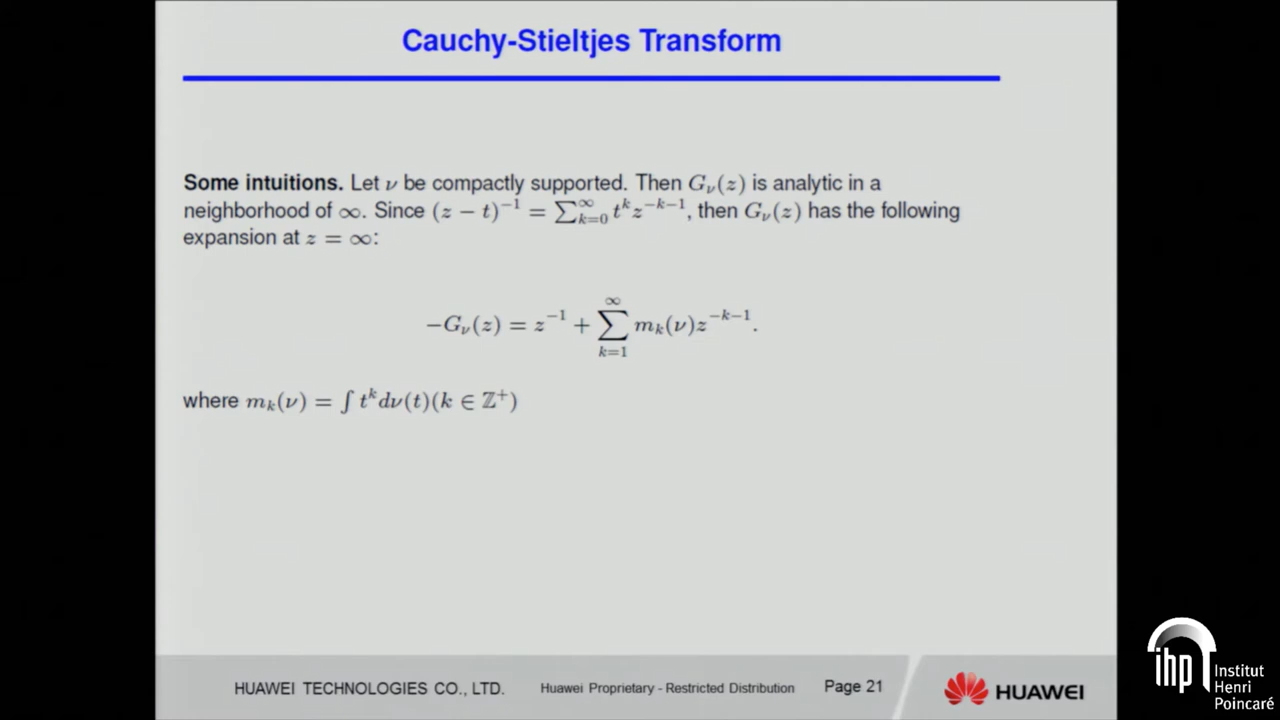 Cauchy-Stieltjes Transform
Some intuitions. Let ν be compactly supported. Then G_ν(z) is analytic in a
neighborhood of ∞. Since (z − t)^{−1} = ∑_{k=0}^{∞} t^k z^{−k−1}, then G_ν(z) has the following
expansion at z = ∞:
−G_ν(z) = z^{−1} + ∑_{k=1}^{∞} m_k(ν)z^{−k−1}.
where m_k(ν) = ∫ t^k dν(t)(k ∈ ℤ^+)
HUAWEI TECHNOLOGIES CO., LTD.
Huawei Proprietary - Restricted Distribution
Page 21
HUAWEI
ihp
Institut
Henri
Poincaré